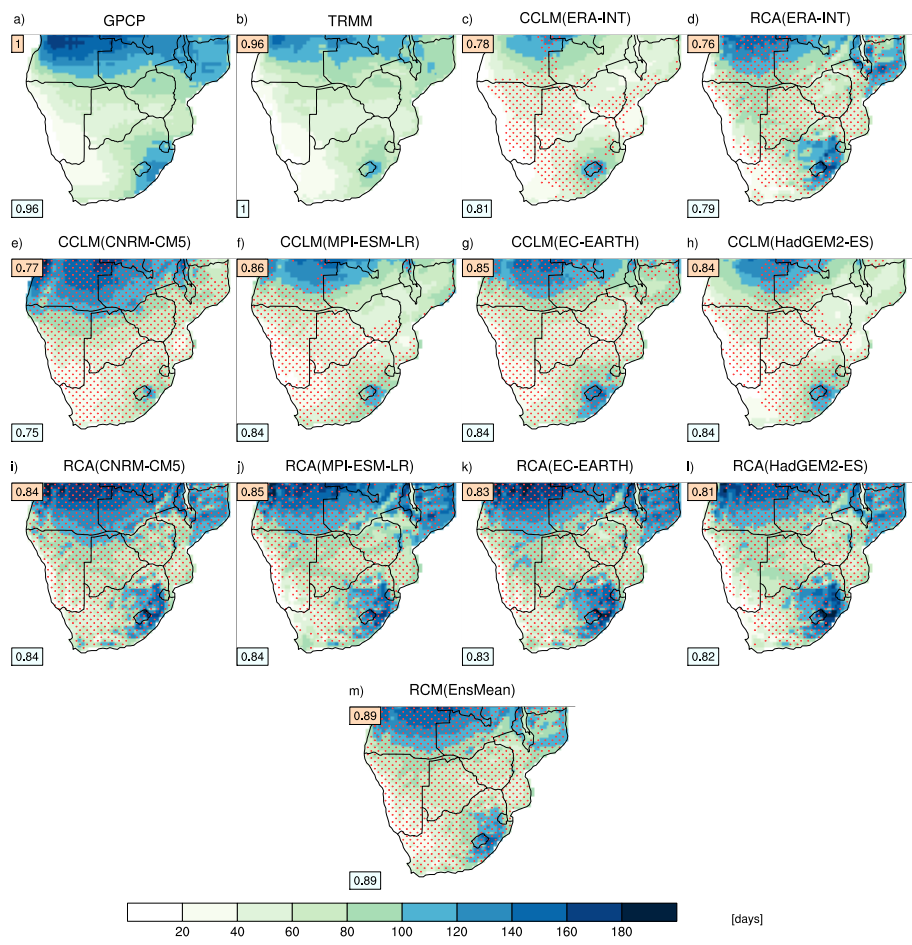 a) GPCP
b) TRMM
c) CCLM(ERA-INT)
d) RCA(ERA-INT)
1
0.96
0.78
0.76
0.96
1
0.81
0.79
e) CCLM(CNRM-CM5)
f) CCLM(MPI-ESM-LR)
g) CCLM(EC-EARTH)
h) CCLM(HadGEM2-ES)
0.77
0.86
0.85
0.84
0.75
0.84
0.84
0.84
i) RCA(CNRM-CM5)
j) RCA(MPI-ESM-LR)
k) RCA(EC-EARTH)
l) RCA(HadGEM2-ES)
0.84
0.85
0.83
0.81
0.84
0.84
0.83
0.82
m) RCM(EnsMean)
0.89
0.89
20 40 60 80 100 120 140 160 180
[days]